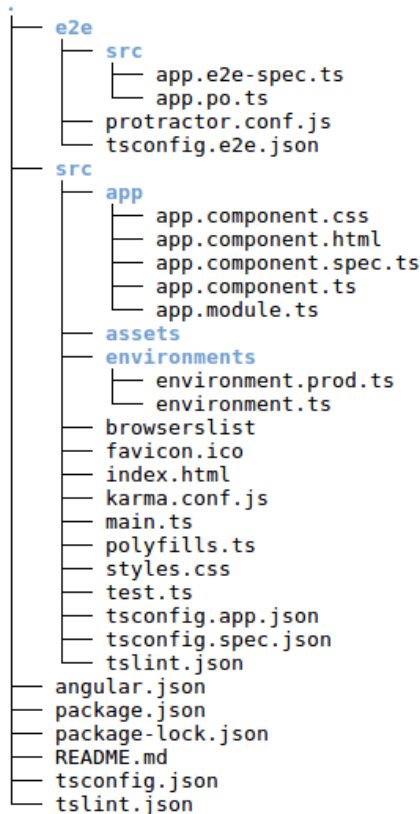 .
e2e
src
app.e2e-spec.ts
app.po.ts
protractor.conf.js
tsconfig.e2e.json
src
app
app.component.css
app.component.html
app.component.spec.ts
app.component.ts
app.module.ts
assets
environments
environment.prod.ts
environment.ts
browserslist
favicon.ico
index.html
karma.conf.js
main.ts
polyfills.ts
styles.css
test.ts
tsconfig.app.json
tsconfig.spec.json
tslint.json
angular.json
package.json
package-lock.json
README.md
tsconfig.json
tslint.json